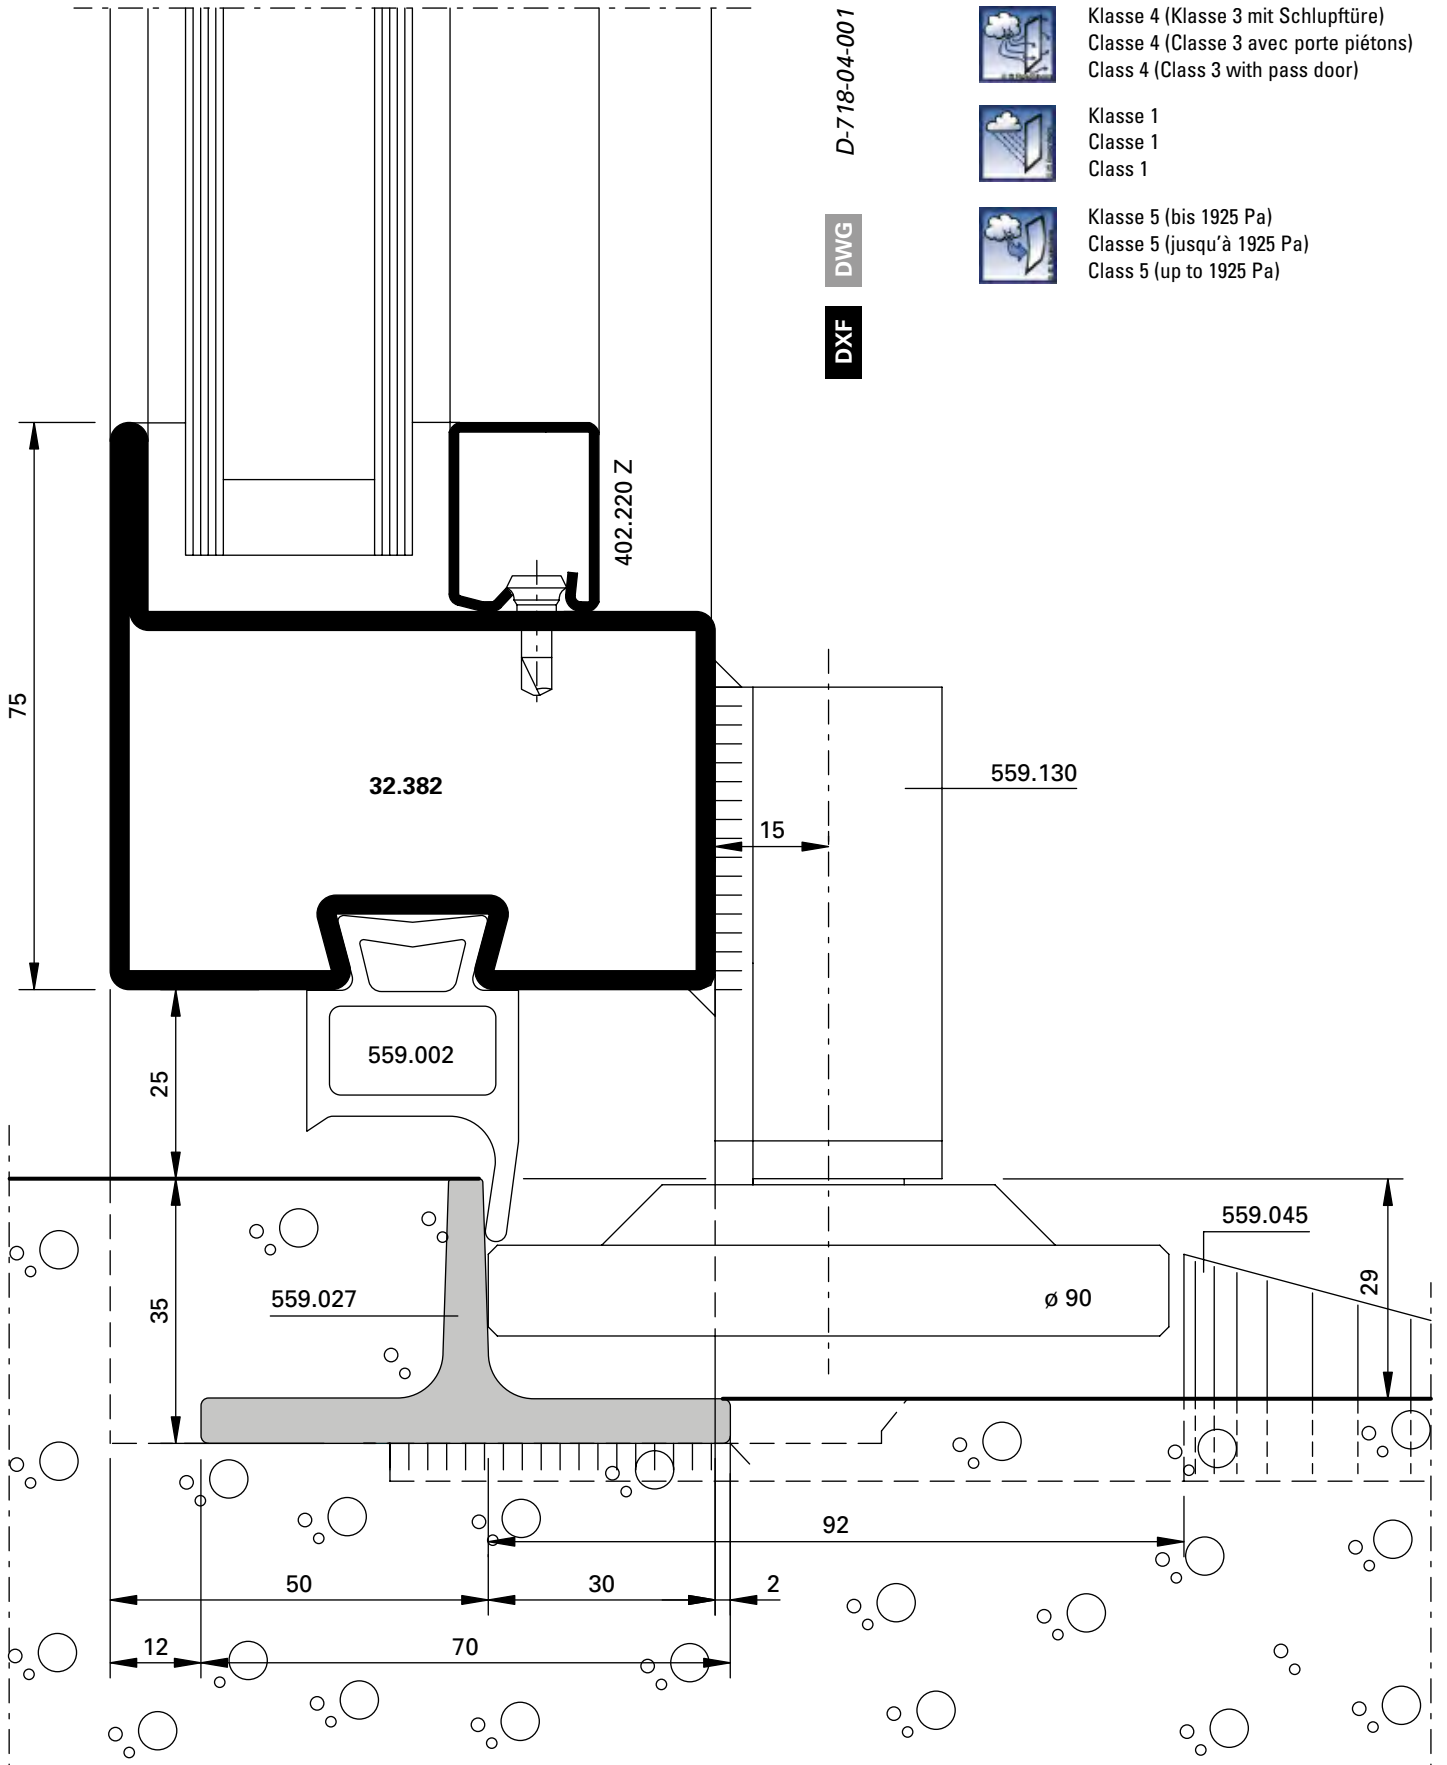 D-718-04-001
DWG
DXF
Klasse 4 (Klasse 3 mit Schlupftüre)
Classe 4 (Classe 3 avec porte piétons)
Class 4 (Class 3 with pass door)
Klasse 1
Classe 1
Class 1
Klasse 5 (bis 1925 Pa)
Classe 5 (jusqu'à 1925 Pa)
Class 5 (up to 1925 Pa)
402.220 Z
75
32.382
559.130
15
559.002
25
559.045
559.027
35
ø 90
29
92
50
30
2
12
70